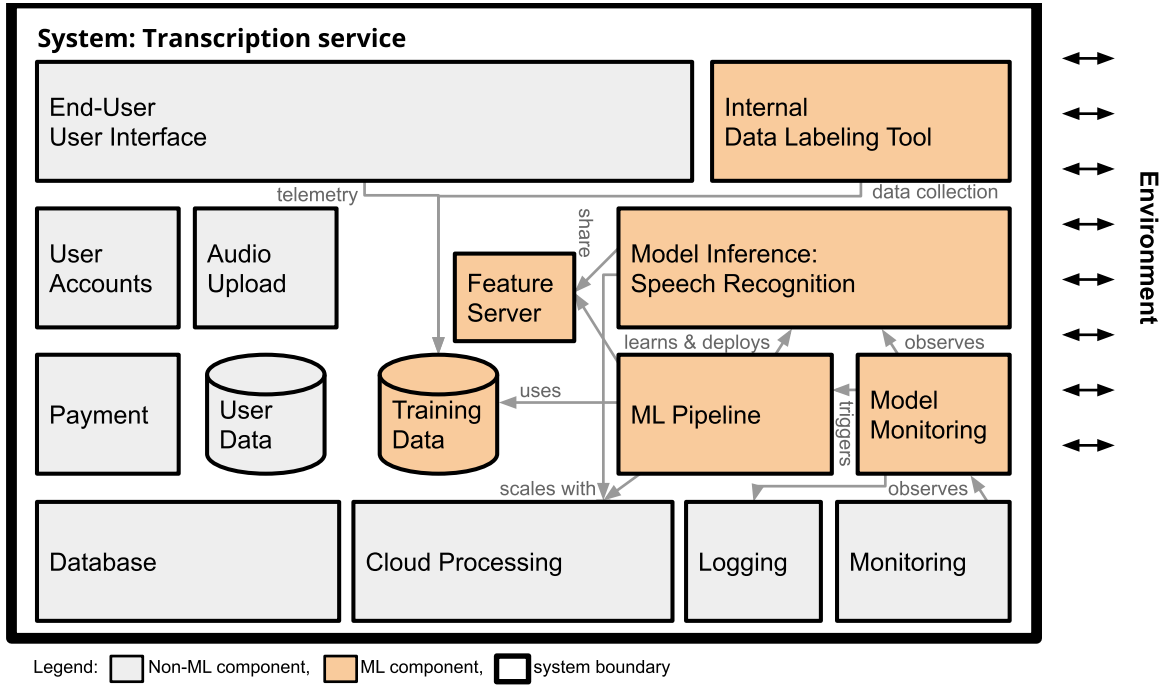 System: Transcription service
End-User
User Interface
Internal
Data Labeling Tool
telemetry
data collection
User
Accounts
Audio
Upload
share
Feature
Server
Model Inference:
Speech Recognition
Environment
learns & deploys
observes
Payment
User
Data
Training
Data
uses
ML Pipeline
triggers
Model
Monitoring
scales with
observes
Database
Cloud Processing
Logging
Monitoring
Legend: Non-ML component, ML component, system boundary